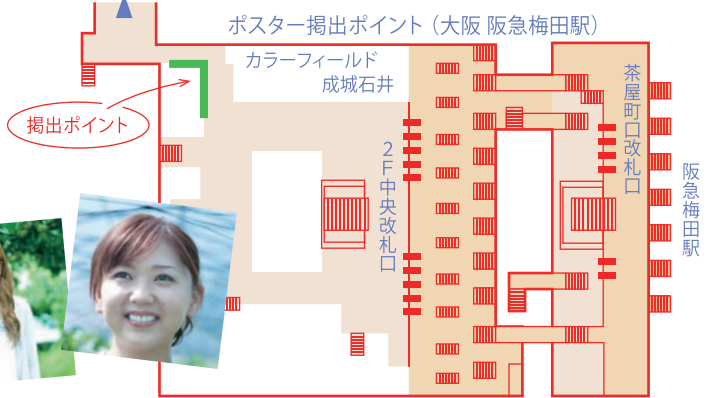 ポスター掲出ポイント（大阪 阪急梅田駅）
カラーフィールド
成城石井
掲出ポイント
2F中央改札口
茶屋町口改札口
阪急梅田駅